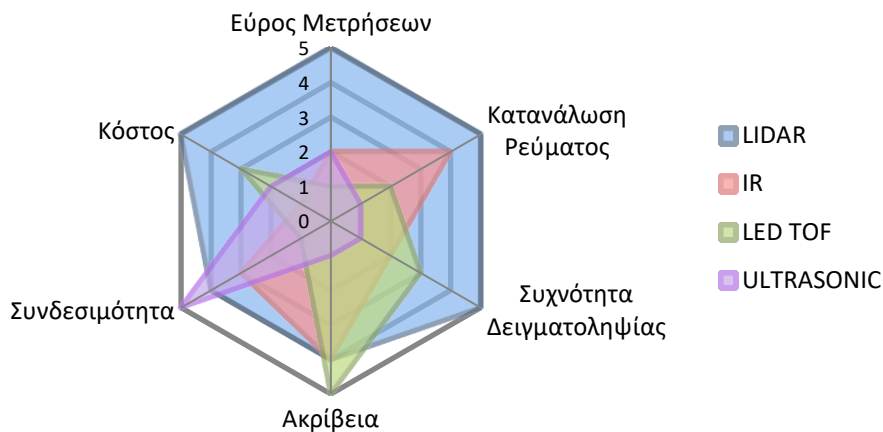 Εύρος Μετρήσεων
5
4
3
2
1
0
Κατανάλωση
Ρεύματος
Συχνότητα
Δειγματοληψίας
Ακρίβεια
Συνδεσιμότητα
Κόστος
LIDAR
IR
LED TOF
ULTRASONIC